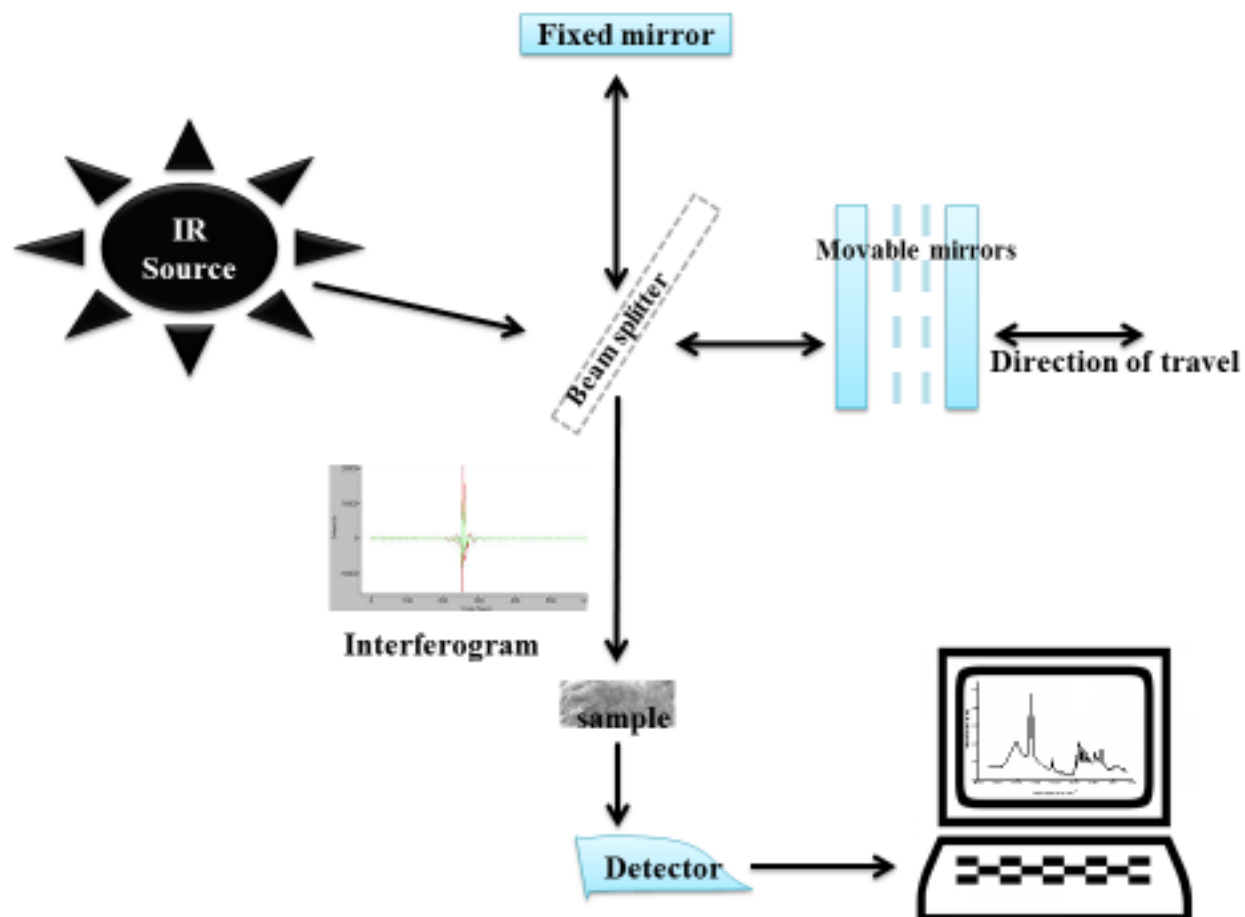 Fixed mirror
IR
Source
Movable mirrors
Beam splitter
Direction of travel
Interferogram
sample
Detector